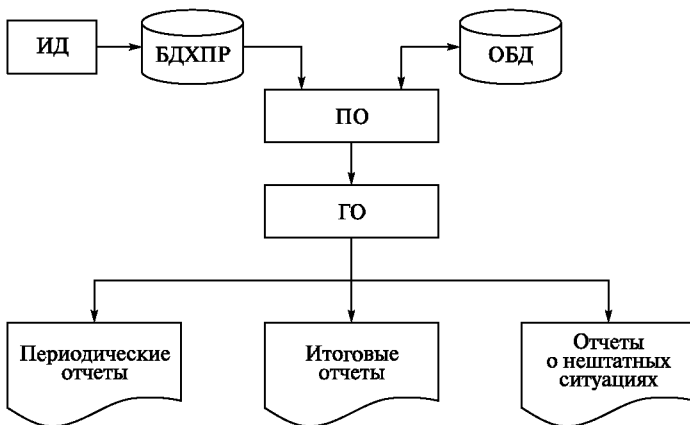 ИД
БДХПР
ОБД
ПО
ГО
Периодические
отчеты
Итоговые
отчеты
Отчеты
о нештатных
ситуациях